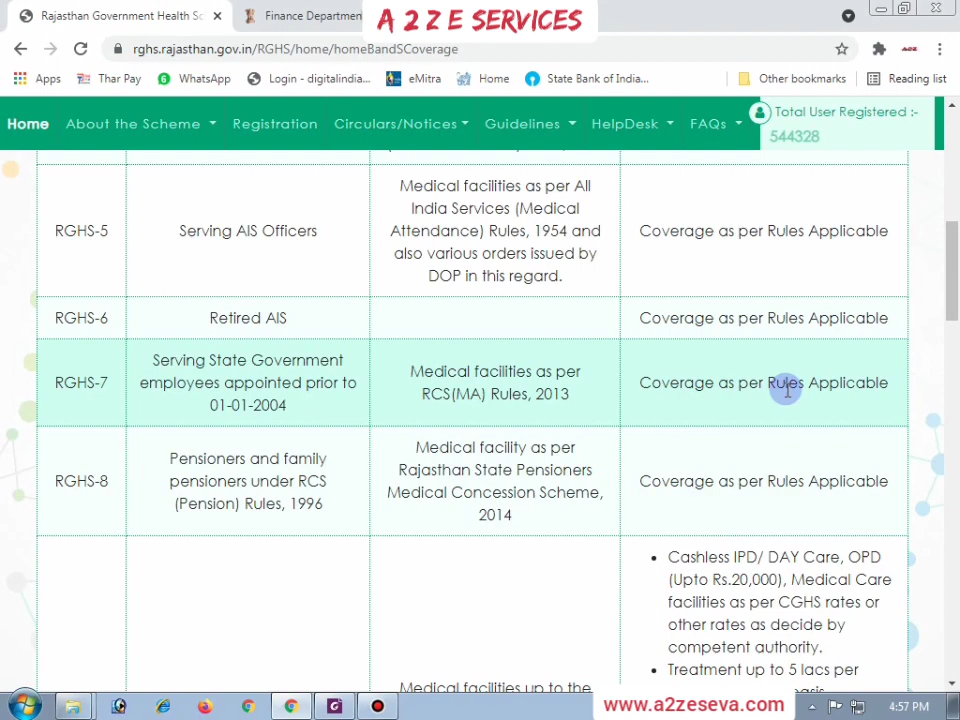 Rajasthan Government Health Sc
Finance Department
A 2 Z E SERVICES
rghs.rajasthan.gov.in/RGHS/home/homeBandSCoverage
Apps
Thar Pay
WhatsApp
Login - digitalindia...
eMitra
Home
State Bank of India...
Other bookmarks
Reading list
Home
About the Scheme
Registration
Circulars/Notices
Guidelines
HelpDesk
FAQs
Total User Registered :-
544328
RGHS-5
Serving AIS Officers
Medical facilities as per All
India Services (Medical
Attendance) Rules, 1954 and
also various orders issued by
DOP in this regard.
Coverage as per Rules Applicable
RGHS-6
Retired AIS
Coverage as per Rules Applicable
RGHS-7
Serving State Government
employees appointed prior to
01-01-2004
Medical facilities as per
RCS(MA) Rules, 2013
Coverage as per Rules Applicable
RGHS-8
Pensioners and family
pensioners under RCS
(Pension) Rules, 1996
Medical facility as per
Rajasthan State Pensioners
Medical Concession Scheme,
2014
Coverage as per Rules Applicable
Medical facilities up to the
• Cashless IPD/ DAY Care, OPD
(Upto Rs.20,000), Medical Care
facilities as per CGHS rates or
other rates as decide by
competent authority.
• Treatment up to 5 lacs per
www.a2zeseva.com
4:57 PM